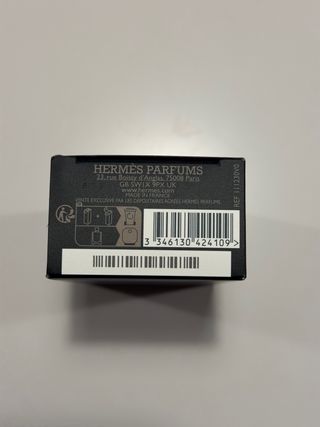 HERMÈS PARFUMS
23, rue Boissy d'Anglas, 75008 Paris
GB SW1X 9PX UK
www.hermes.com
MADE IN FRANCE
VENTE EXCLUSIVE PAR LES DÉPOSITAIRES AGRÉÉS HERMÈS PARFUMS.
3 346130 424109 >